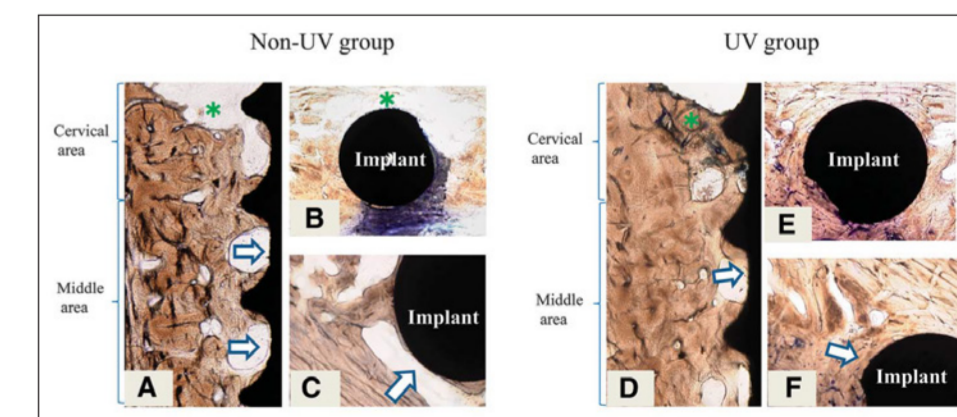 Non-UV group
UV group
Cervical
area
Middle
area
*
*
Implant
B
A
Implant
C
Cervical
area
Middle
area
*
Implant
E
D
Implant
F